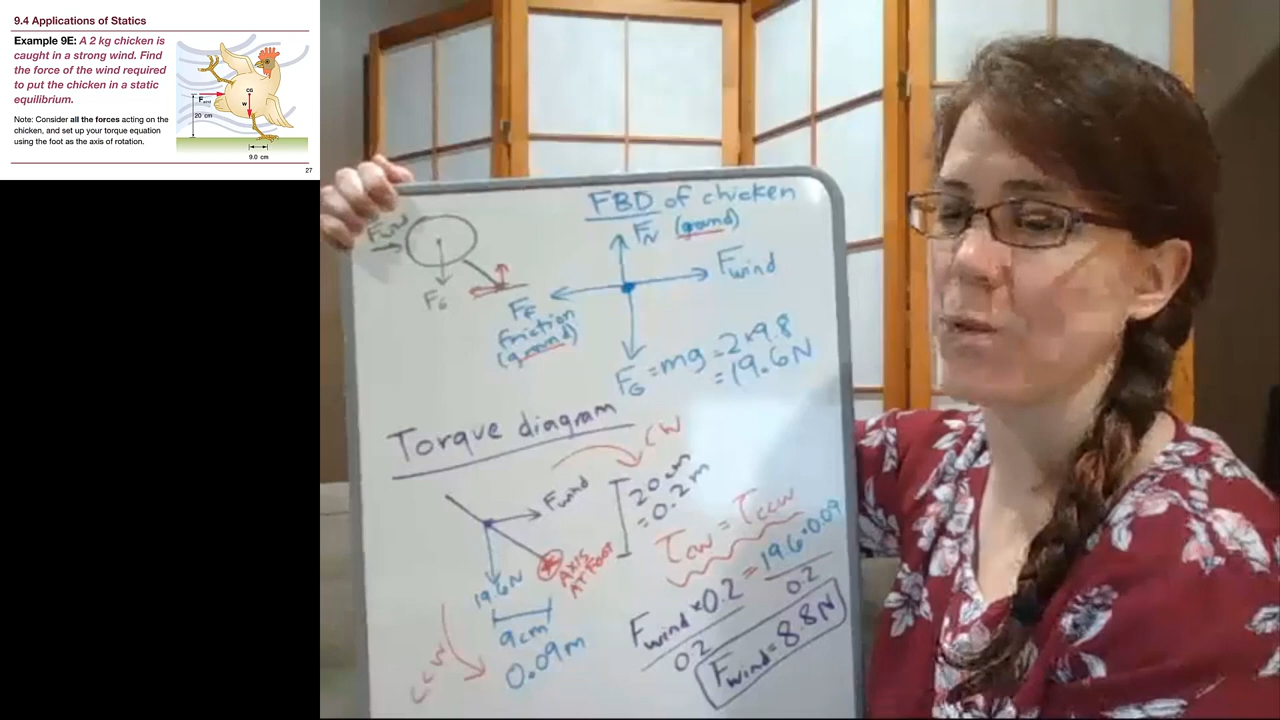 9.4 Applications of Statics
Example 9E: A 2 kg chicken is
caught in a strong wind. Find
the force of the wind required
to put the chicken in a static
equilibrium.
Note: Consider all the forces acting on the
chicken, and set up your torque equation
using the foot as the axis of rotation.
CG
W
Fwind
20 cm
9.0 cm
27
FBD of chicken
FN (ground)
Fwind
FG
Fwind
FF
friction
(ground)
FG = mg = 2×9.8
= 19.6N
Torque diagram
CW
Fwind
20cm
= 0.2m
AXIS
AT FOOT
19.6N
9cm
0.09m
CCW
τcw = τccw
Fwind × 0.2 = 19.6 · 0.09
0.2 0.2
Fwind = 8.8N